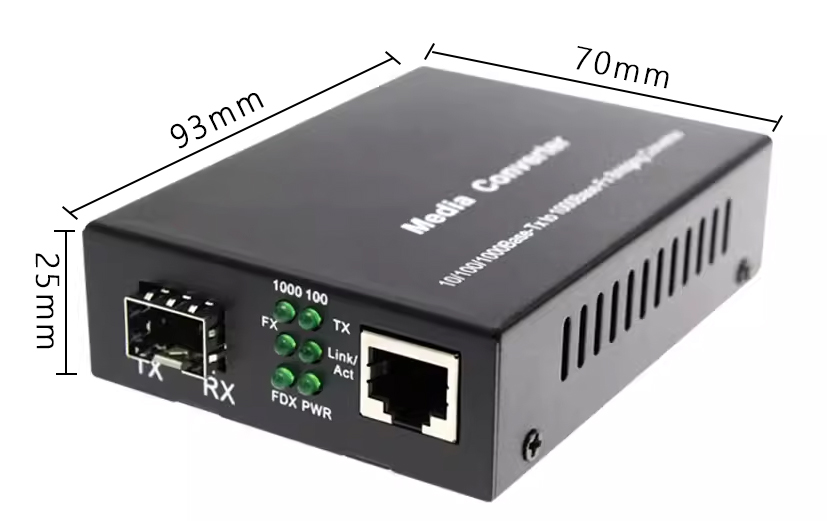 93mm
70mm
25mm
Media Converter
10/100/1000Base-Tx to 1000Base-Fx Bridging Converter
1000 100
FX
TX
Link/
Act
FDX PWR
TX
RX